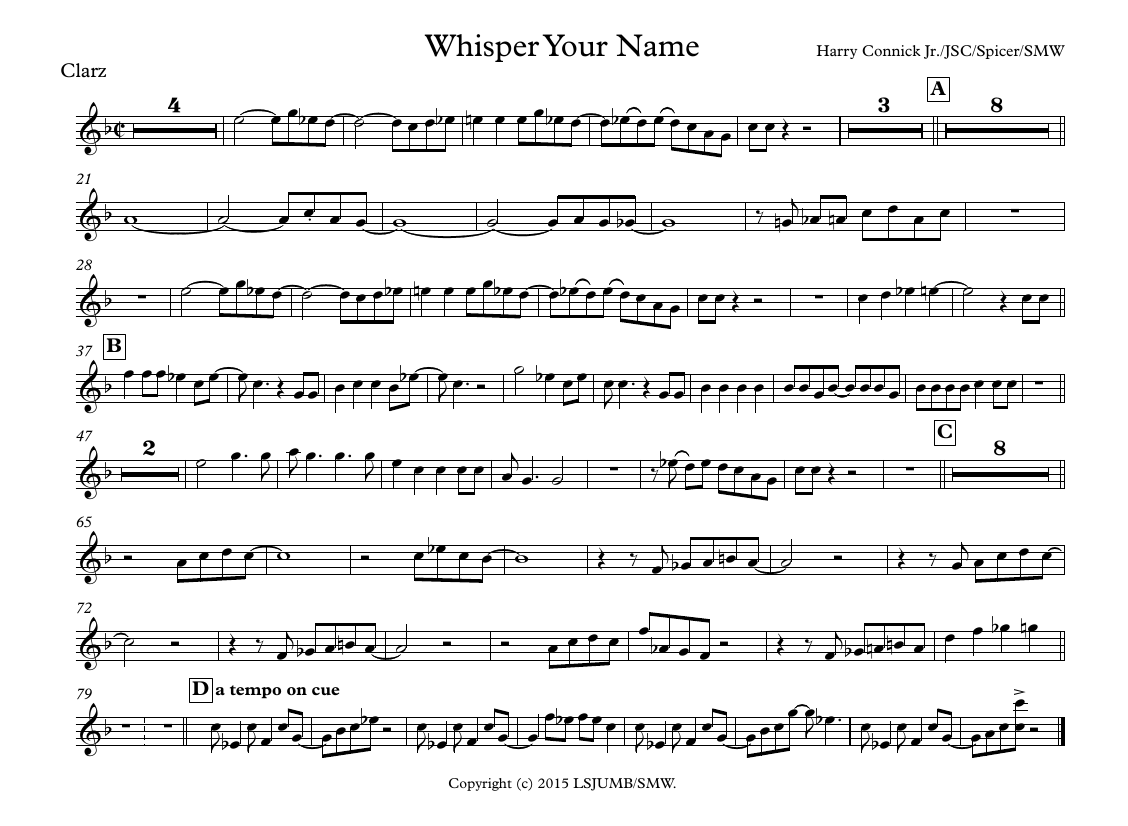 Whisper Your Name
Harry Connick Jr./JSC/Spicer/SMW
Clarz
4 3 A 8
21
28
37 B
47 2 C 8
65
72
79 D a tempo on cue
Copyright (c) 2015 LSJUMB/SMW.